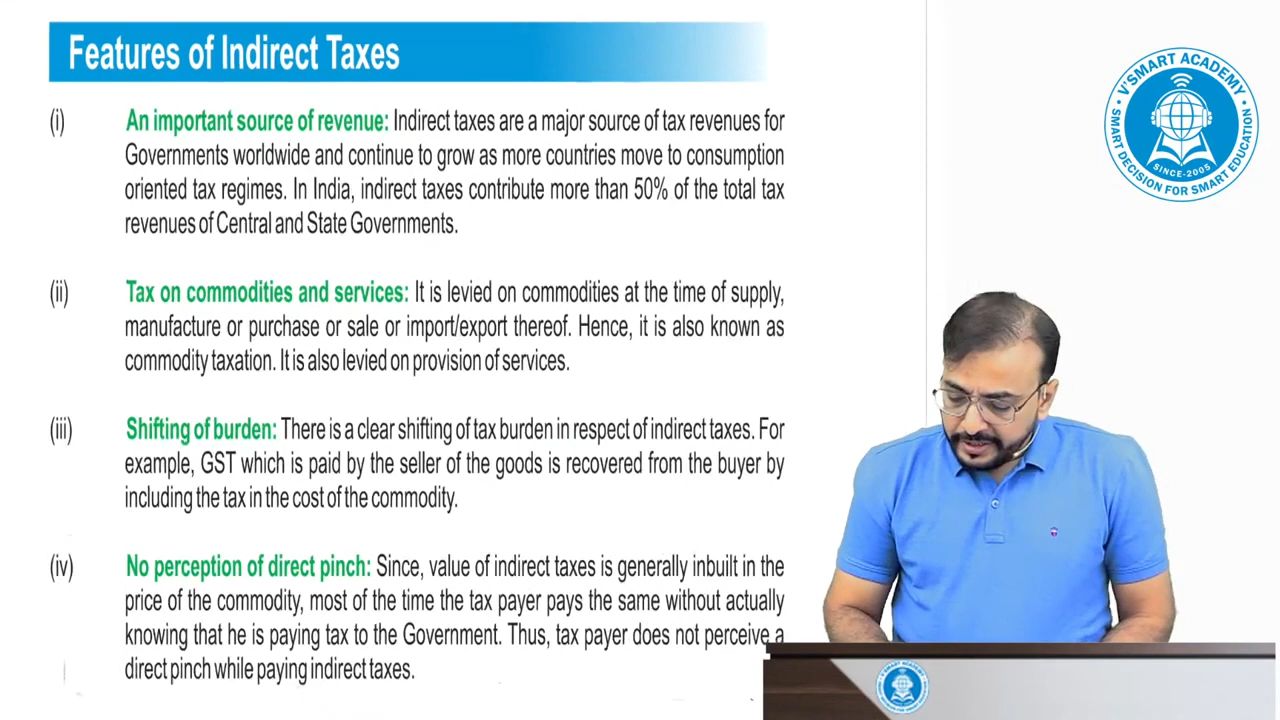 Features of Indirect Taxes
(i) An important source of revenue: Indirect taxes are a major source of tax revenues for
Governments worldwide and continue to grow as more countries move to consumption
oriented tax regimes. In India, indirect taxes contribute more than 50% of the total tax
revenues of Central and State Governments.
(ii) Tax on commodities and services: It is levied on commodities at the time of supply,
manufacture or purchase or sale or import/export thereof. Hence, it is also known as
commodity taxation. It is also levied on provision of services.
(iii) Shifting of burden: There is a clear shifting of tax burden in respect of indirect taxes. For
example, GST which is paid by the seller of the goods is recovered from the buyer by
including the tax in the cost of the commodity.
(iv) No perception of direct pinch: Since, value of indirect taxes is generally inbuilt in the
price of the commodity, most of the time the tax payer pays the same without actually
knowing that he is paying tax to the Government. Thus, tax payer does not perceive a
direct pinch while paying indirect taxes.
V'SMART ACADEMY
SINCE-2005
SMART DECISION FOR SMART EDUCATION
V'SMART ACADEMY